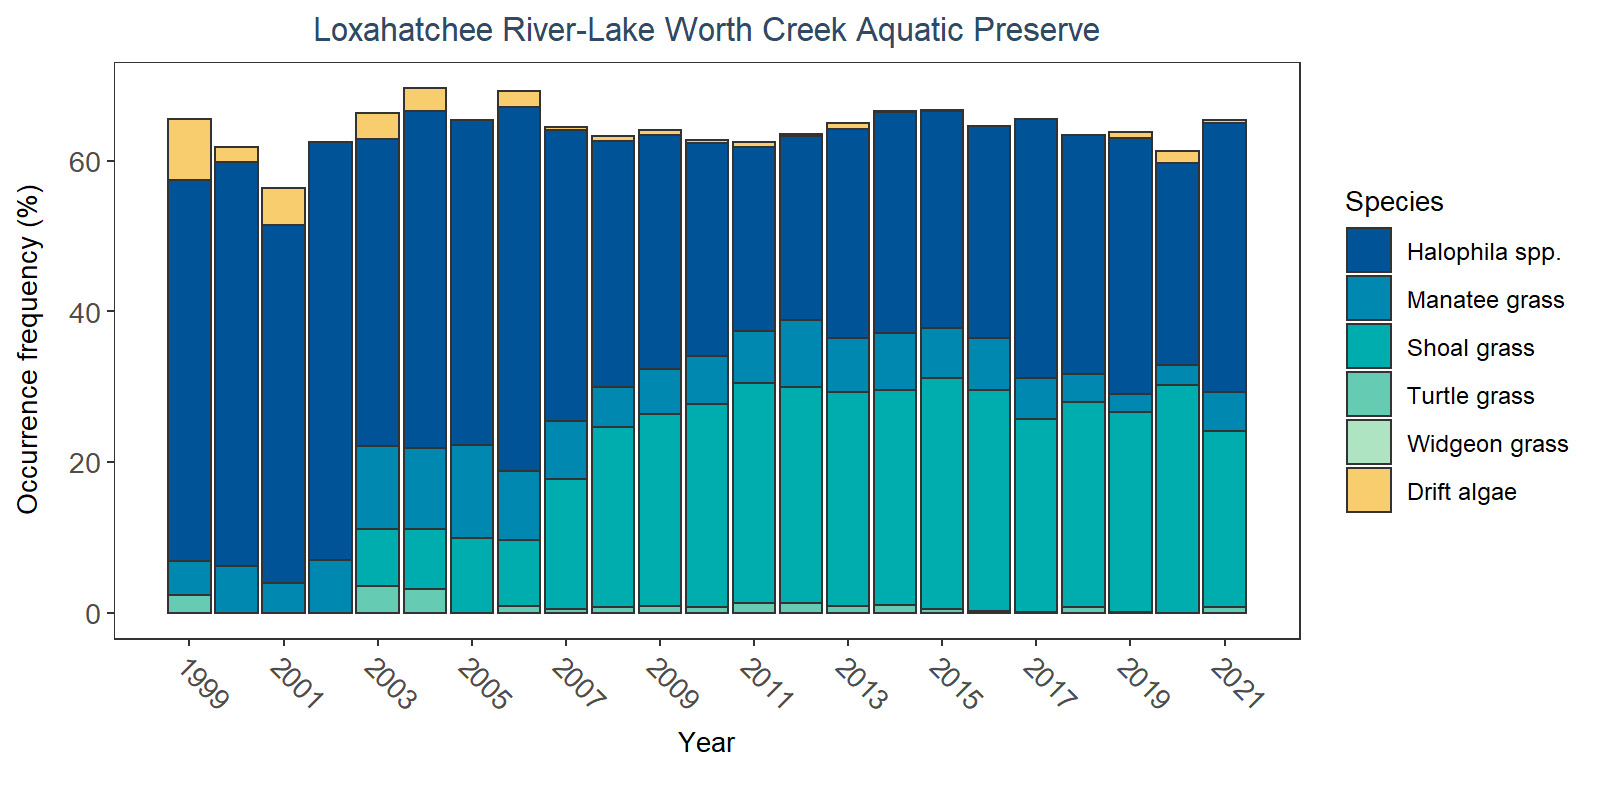 Loxahatchee River-Lake Worth Creek Aquatic Preserve
Occurrence frequency (%)
60
40
20
0
1999
2001
2003
2005
2007
2009
2011
2013
2015
2017
2019
2021
Year
Species
Halophila spp.
Manatee grass
Shoal grass
Turtle grass
Widgeon grass
Drift algae